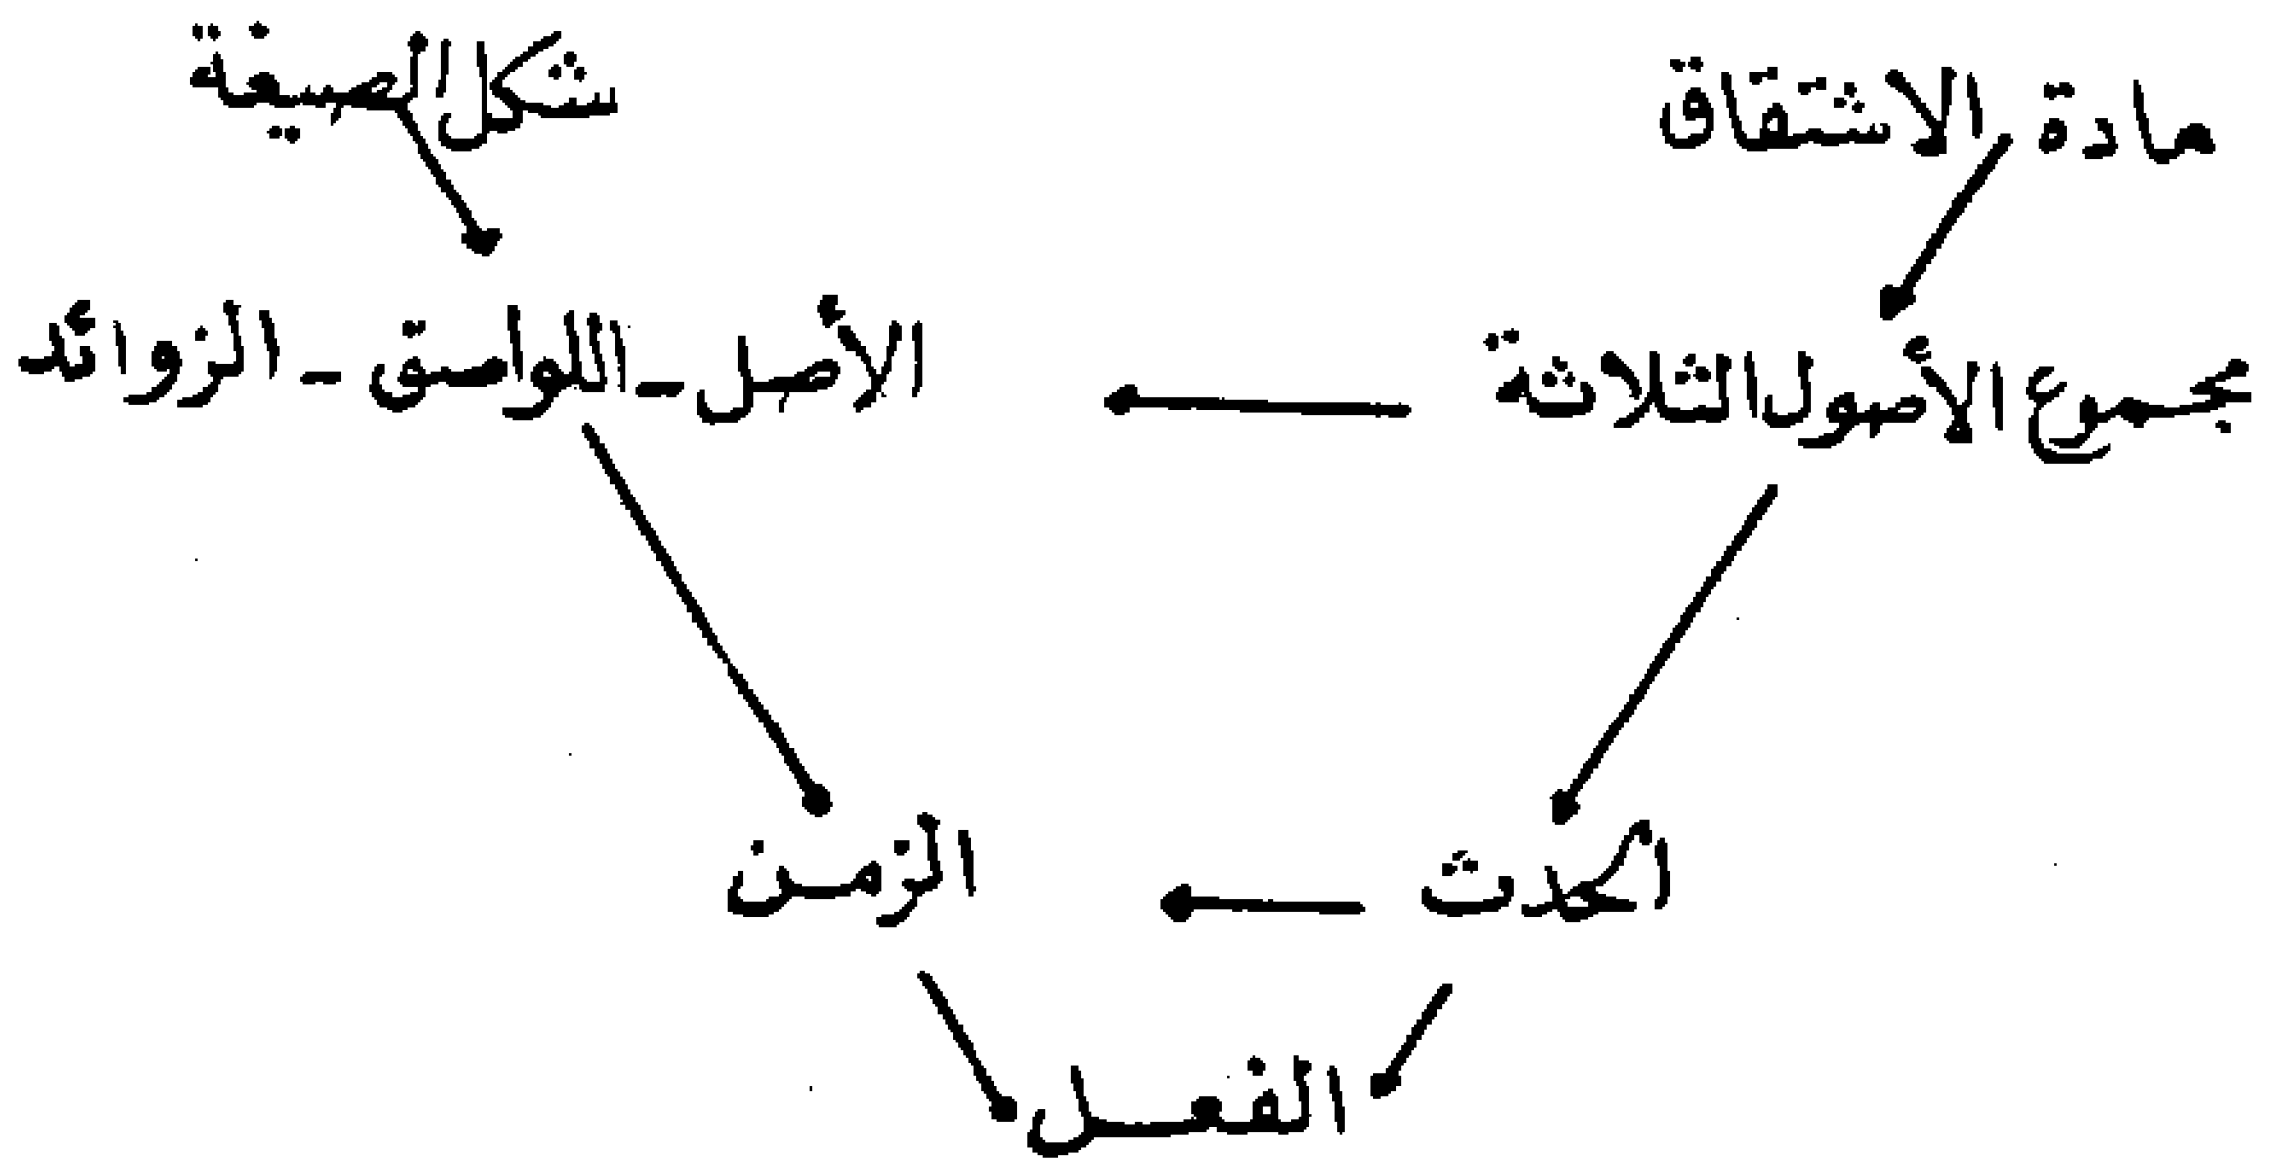 مادة الاشتقاق
شكل الصيغة
مجموع الأصول الثلاثة
الأصل - اللواصق - الزوائد
الحدث
الزمن
الفعل